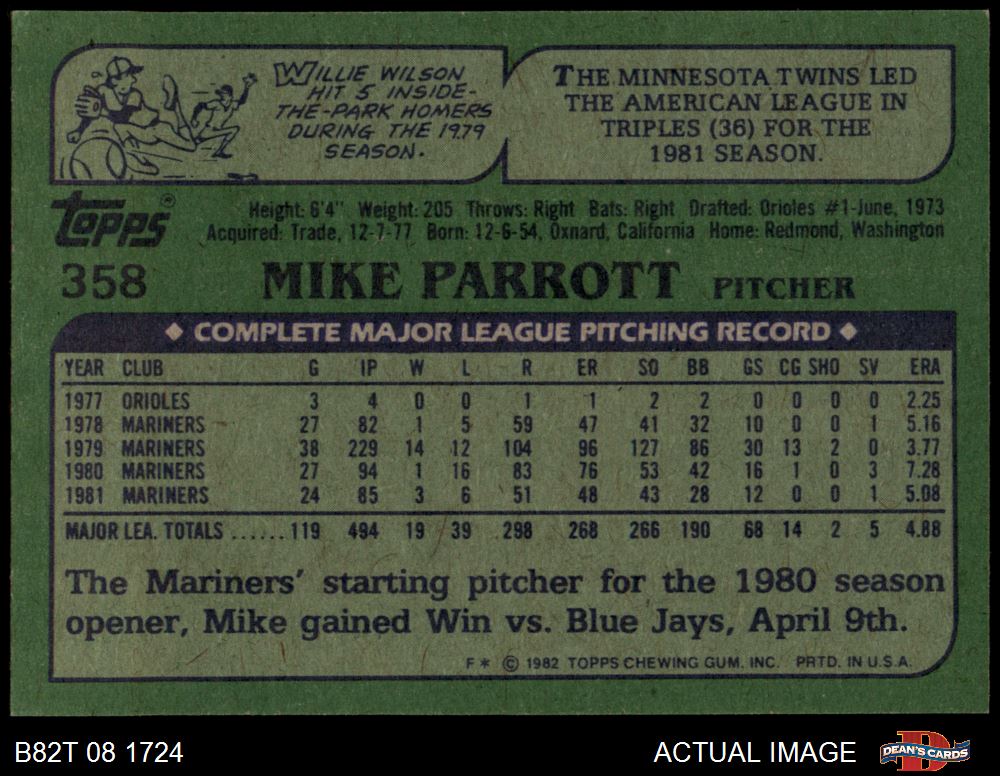 WILLIE WILSON
HIT 5 INSIDE-
THE-PARK HOMERS
DURING THE 1979
SEASON.
THE MINNESOTA TWINS LED
THE AMERICAN LEAGUE IN
TRIPLES (36) FOR THE
1981 SEASON.
topps®
Height: 6'4" Weight: 205 Throws: Right Bats: Right Drafted: Orioles #1-June, 1973
Acquired: Trade, 12-7-77 Born: 12-6-54, Oxnard, California Home: Redmond, Washington
358 MIKE PARROTT PITCHER
◆ COMPLETE MAJOR LEAGUE PITCHING RECORD ◆
YEAR CLUB G IP W L R ER SO BB GS CG SHO SV ERA
1977 ORIOLES 3 4 0 0 1 1 2 2 0 0 0 0 2.25
1978 MARINERS 27 82 1 5 59 47 41 32 10 0 0 1 5.16
1979 MARINERS 38 229 14 12 104 96 127 86 30 13 2 0 3.77
1980 MARINERS 27 94 1 16 83 76 53 42 16 1 0 3 7.28
1981 MARINERS 24 85 3 6 51 48 43 28 12 0 0 1 5.08
MAJOR LEA. TOTALS ...... 119 494 19 39 298 268 266 190 68 14 2 5 4.88
The Mariners' starting pitcher for the 1980 season
opener, Mike gained Win vs. Blue Jays, April 9th.
F* © 1982 TOPPS CHEWING GUM, INC. PRTD. IN U.S.A.
B82T 08 1724
ACTUAL IMAGE
D
DEAN'S CARDS